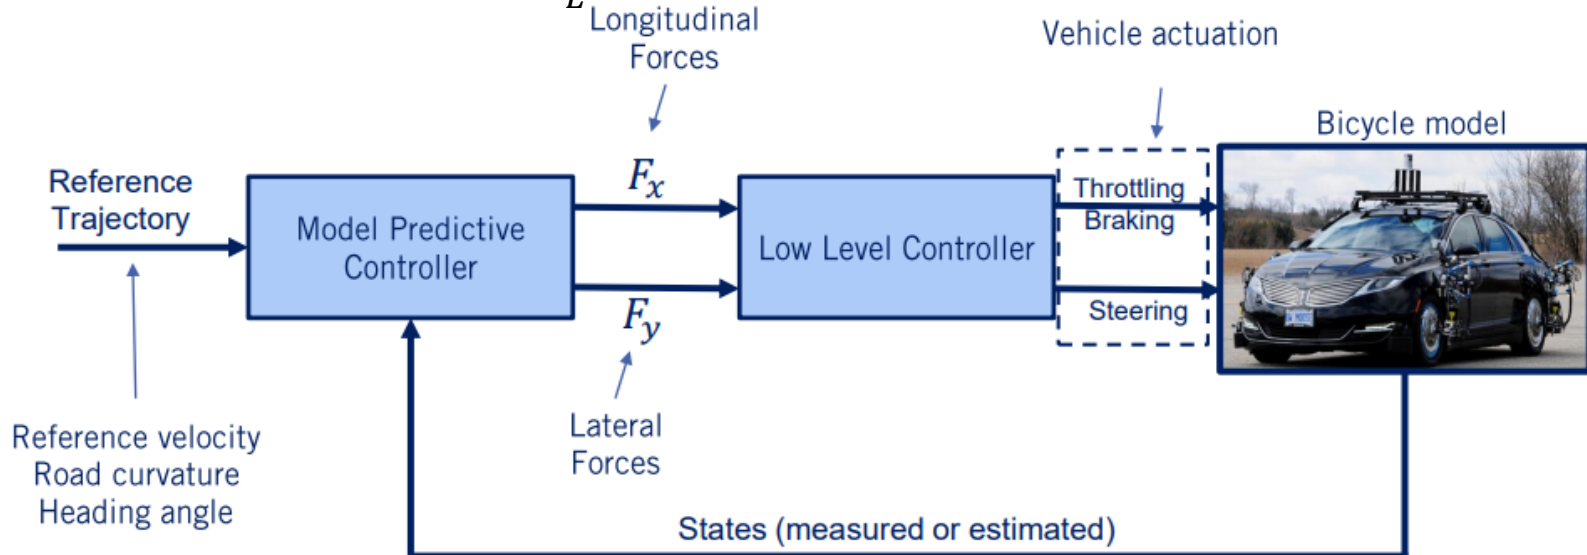 L
Longitudinal
Forces
Vehicle actuation
Bicycle model
Reference
Trajectory
Model Predictive
Controller
Fx
Fy
Low Level Controller
Throttling
Braking
Steering
Reference velocity
Road curvature
Heading angle
Lateral
Forces
States (measured or estimated)